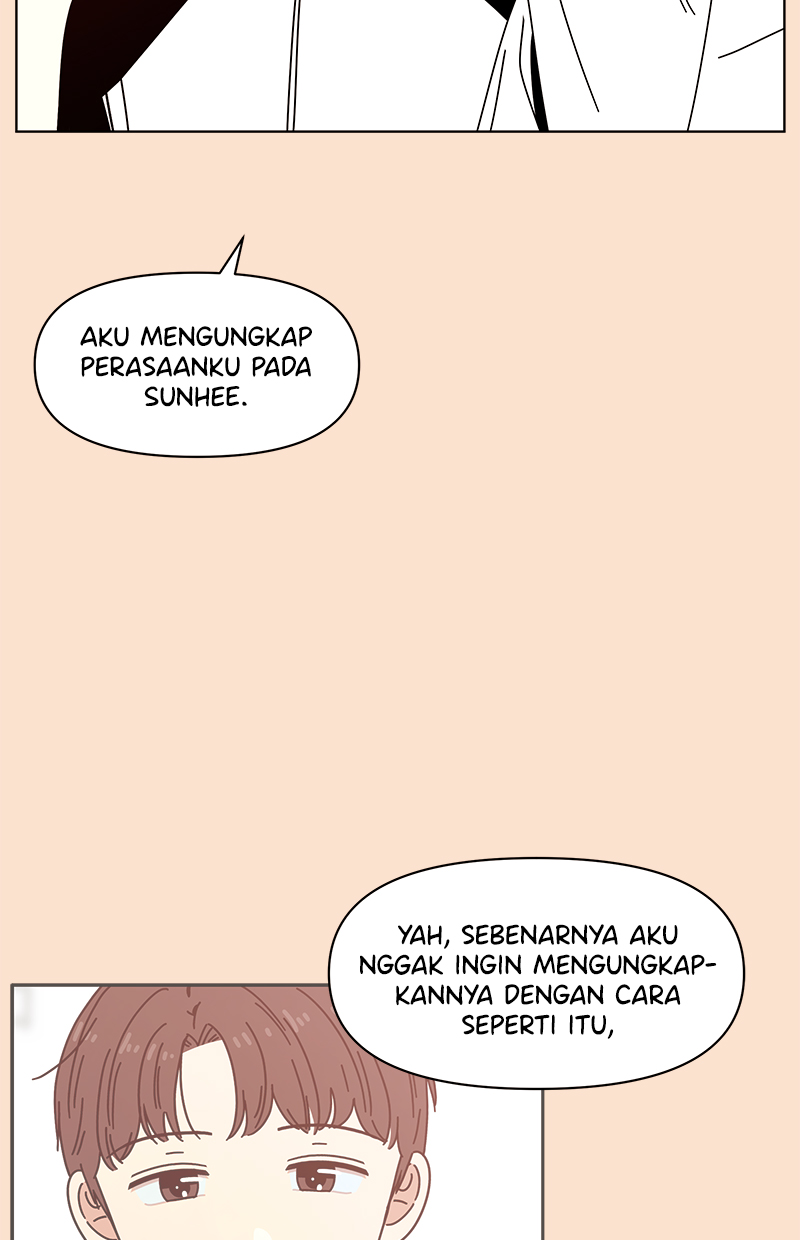 AKU MENGUNGKAP
PERASAANKU PADA
SUNHEE.
YAH, SEBENARNYA AKU
NGGAK INGIN MENGUNGKAP-
KANNYA DENGAN CARA
SEPERTI ITU,